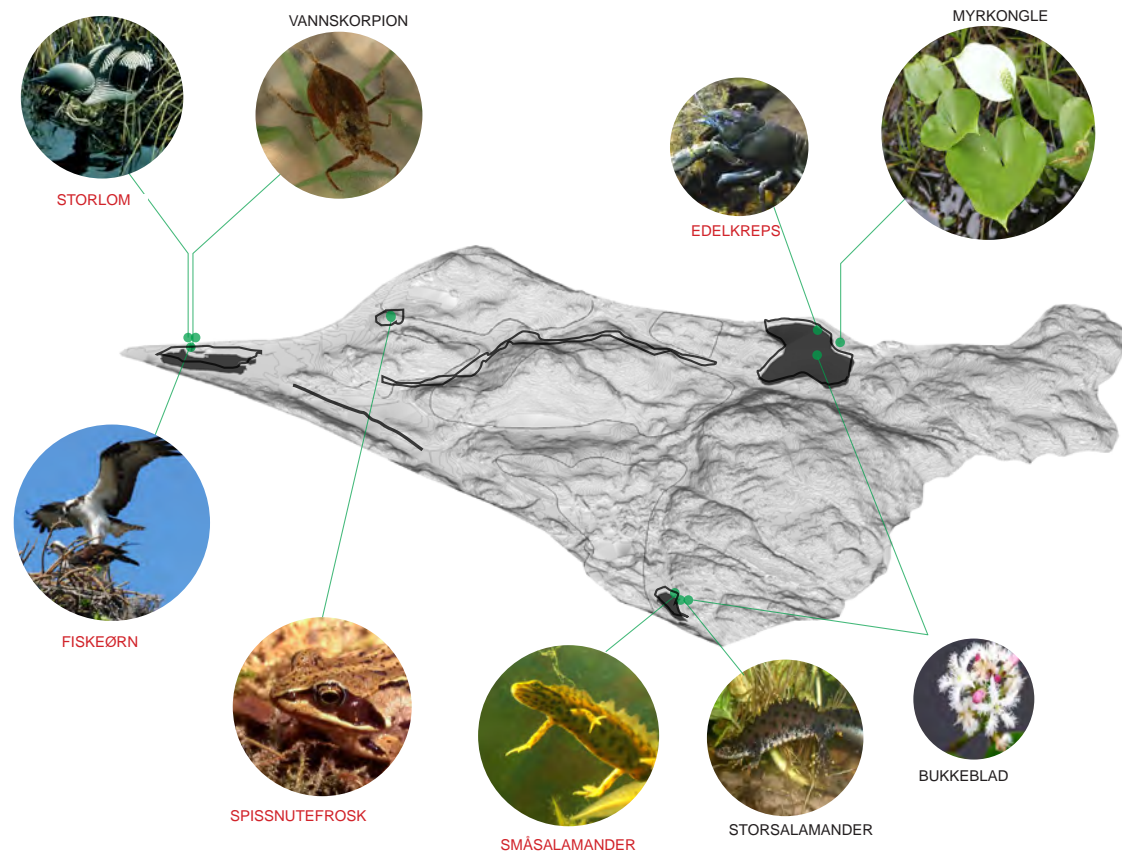 VANNSKORPION
MYRKONGLE
STORLOM
EDELKREPS
FISKEØRN
SPISSNUTEFROSK
SMÅSALAMANDER
STORSALAMANDER
BUKKEBLAD